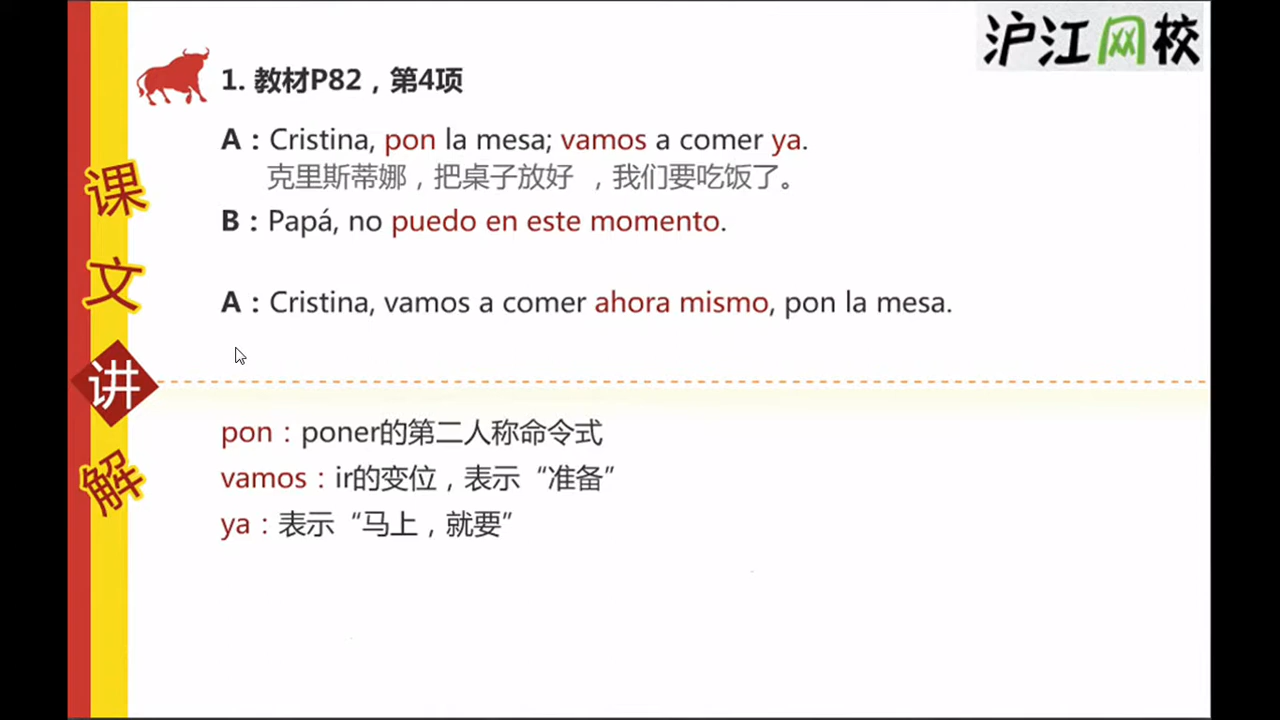 沪江网校
1. 教材P82，第4项
A：Cristina, pon la mesa; vamos a comer ya.
克里斯蒂娜，把桌子放好 ，我们要吃饭了。
B：Papá, no puedo en este momento.
A：Cristina, vamos a comer ahora mismo, pon la mesa.
课
文
讲
解
pon：poner的第二人称命令式
vamos：ir的变位，表示“准备”
ya：表示“马上，就要”